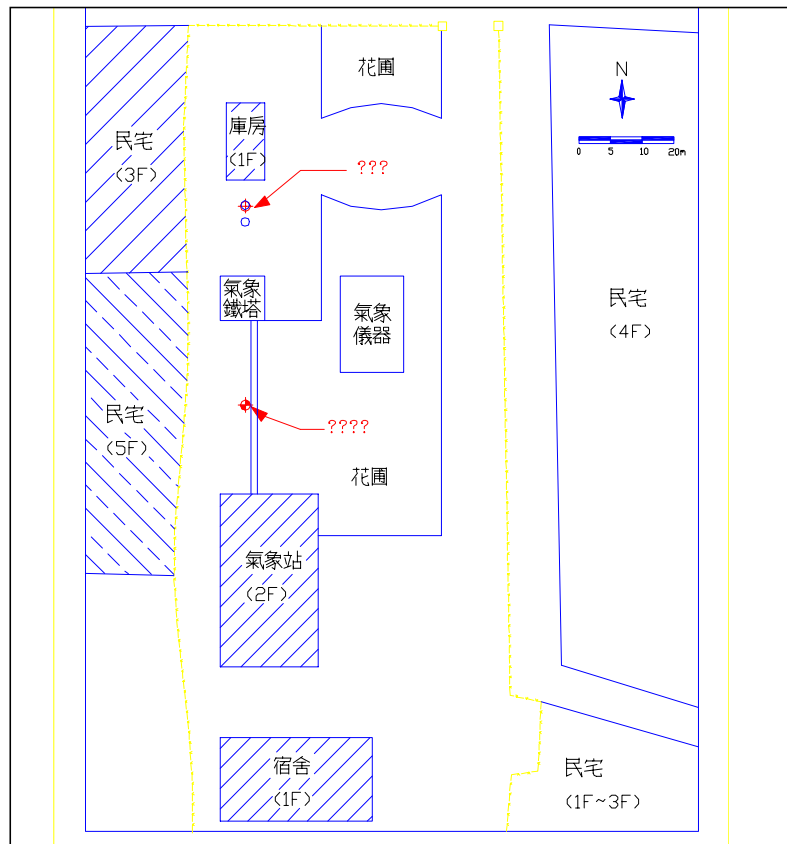 花圃
N
庫房
(1F)
民宅
(3F)
0 5 10 20m
???
氣象
鐵塔
氣象
儀器
民宅
(4F)
民宅
(5F)
????
花圃
氣象站
(2F)
宿舍
(1F)
民宅
(1F~3F)